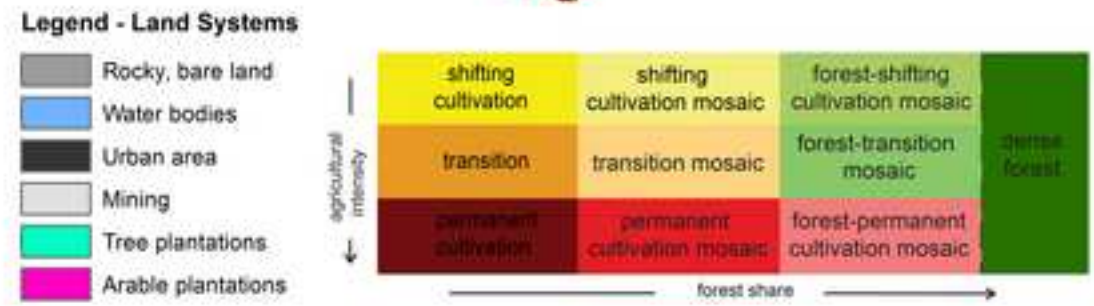 Legend - Land Systems
Rocky, bare land
Water bodies
Urban area
Mining
Tree plantations
Arable plantations
agricultural
intensity
shifting
cultivation
shifting
cultivation mosaic
forest-shifting
cultivation mosaic
dense
forest
transition
transition mosaic
forest-transition
mosaic
permanent
cultivation
permanent
cultivation mosaic
forest-permanent
cultivation mosaic
forest share